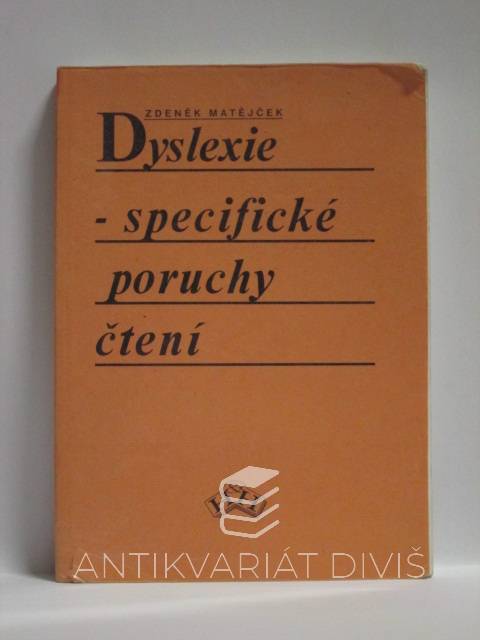 ZDENĚK MATĚJČEK
Dyslexie
- specifické
poruchy
čtení
ANTIKVARIÁT DIVIŠ